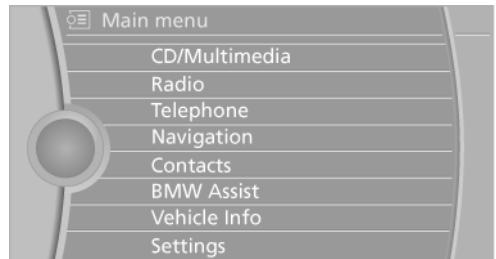 Main menu
CD/Multimedia
Radio
Telephone
Navigation
Contacts
BMW Assist
Vehicle Info
Settings